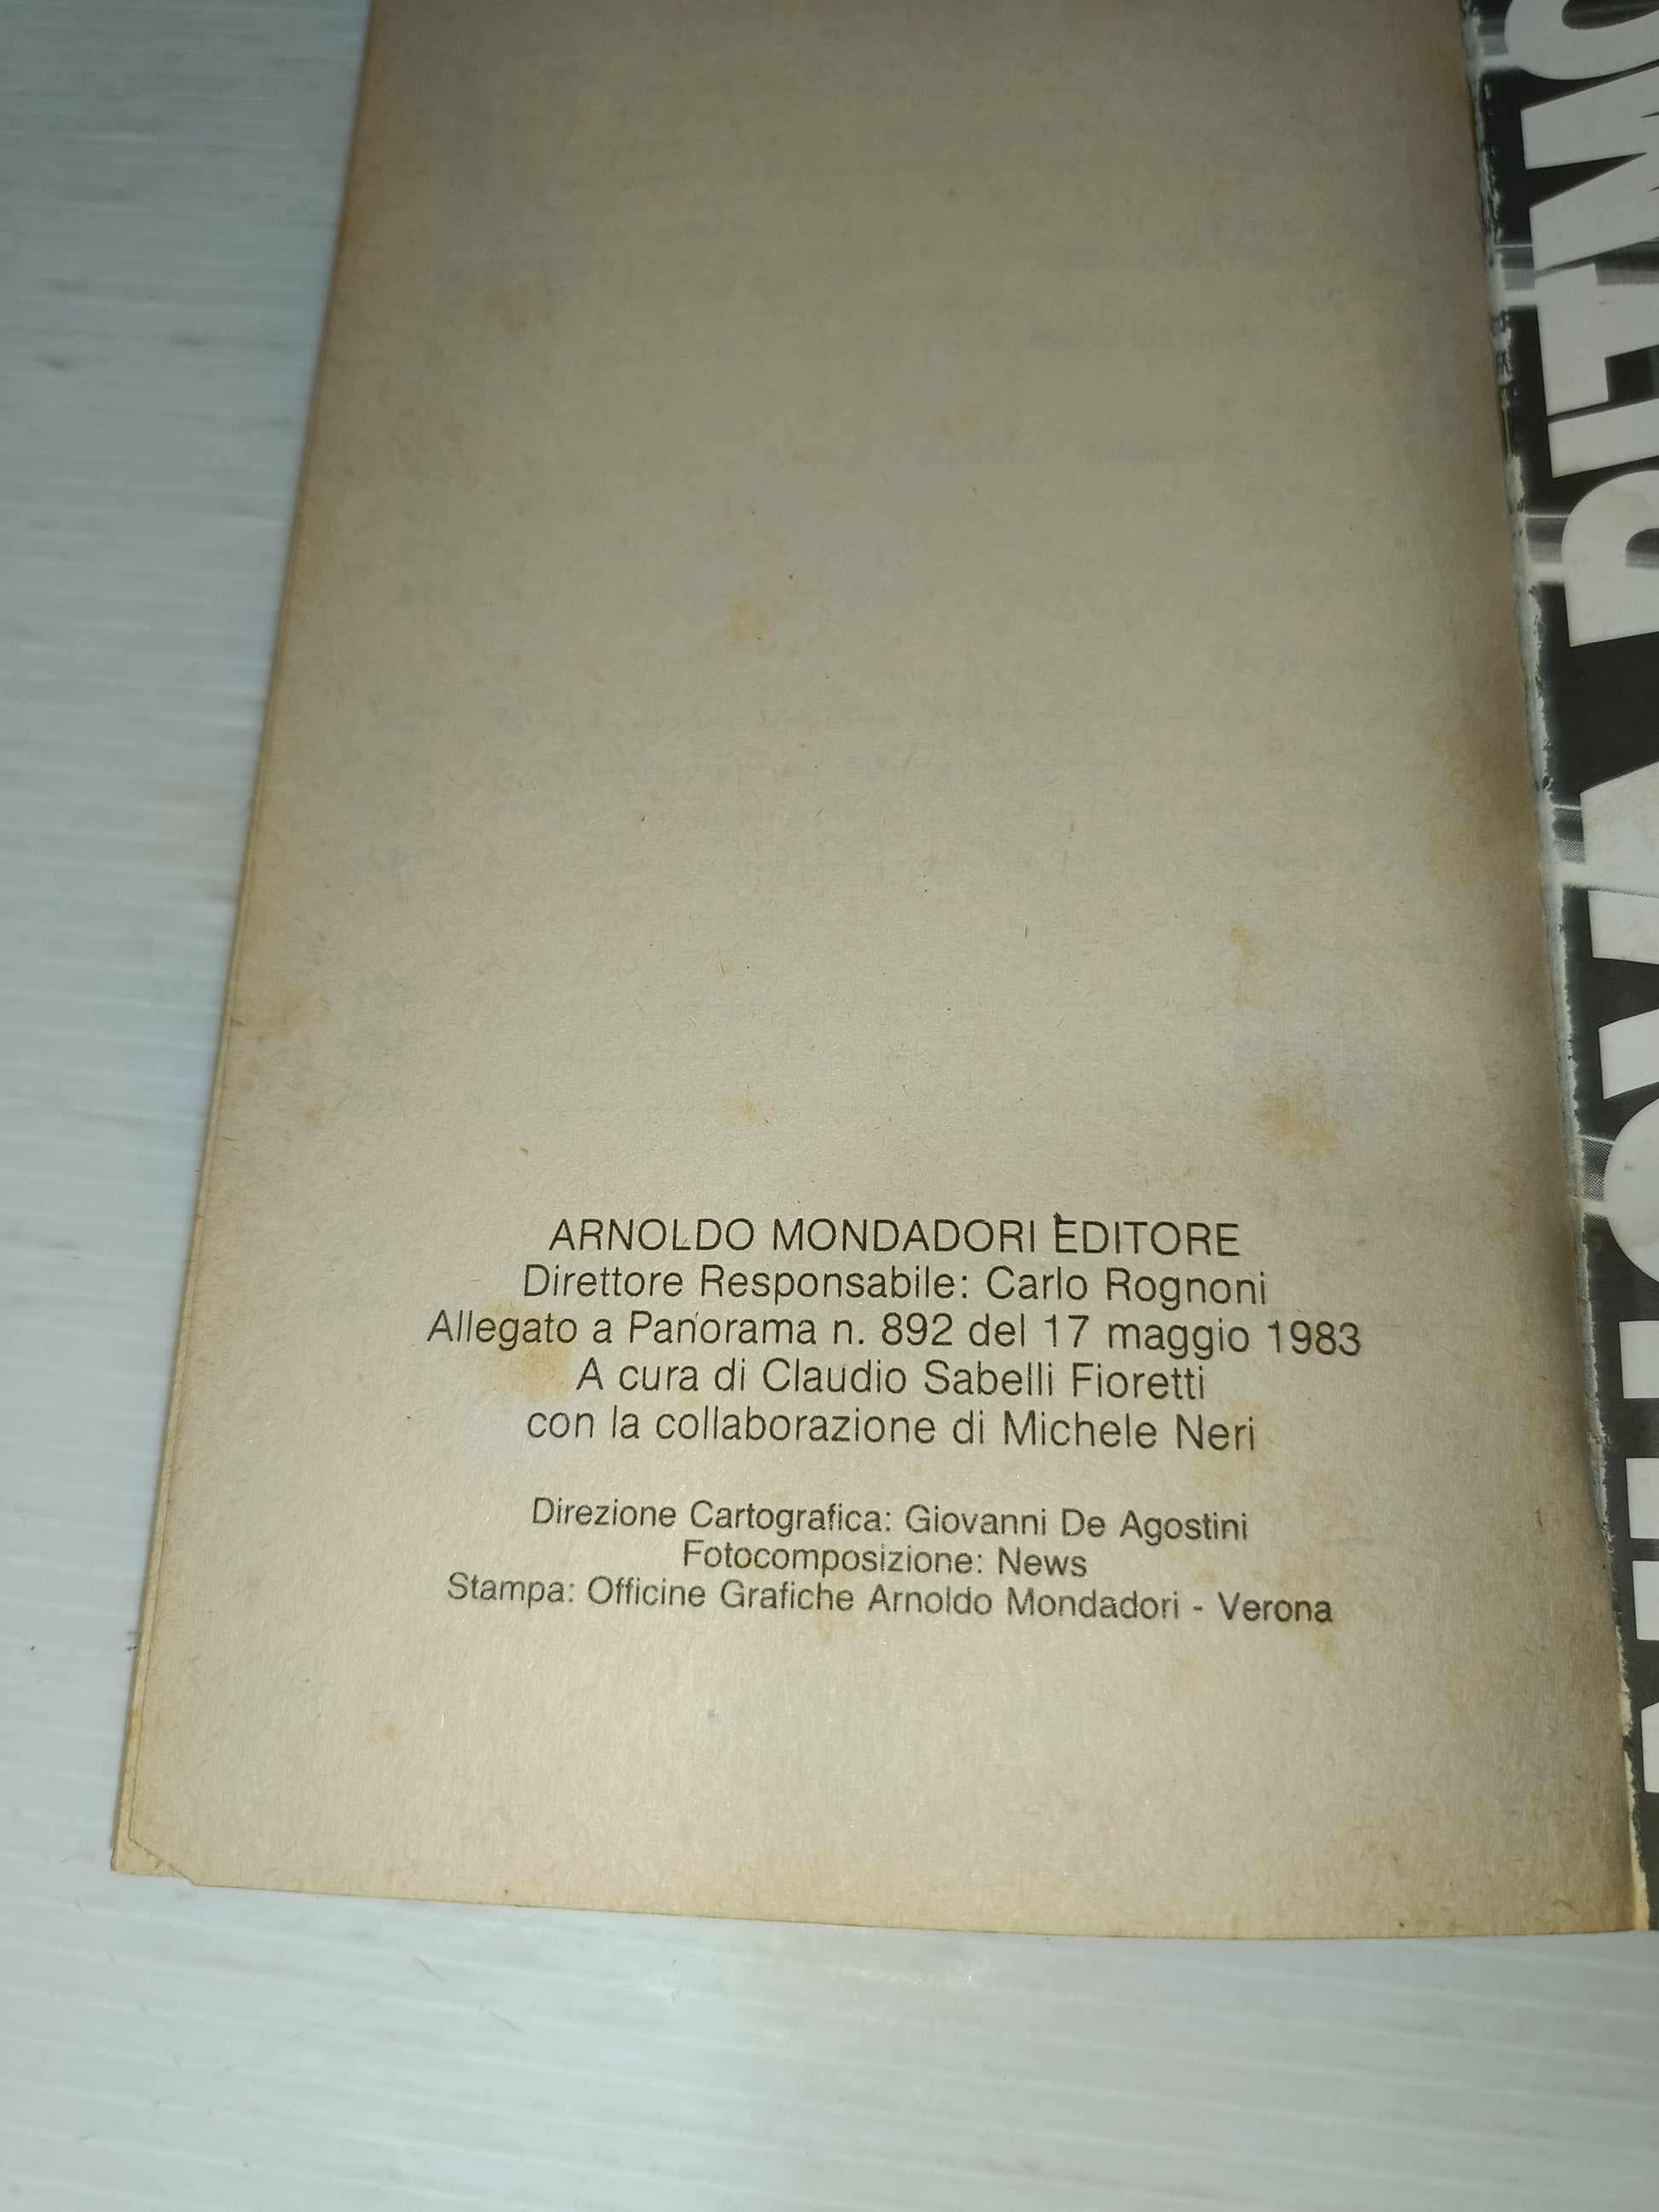 ARNOLDO MONDADORI EDITORE
Direttore Responsabile: Carlo Rognoni
Allegato a Panorama n. 892 del 17 maggio 1983
A cura di Claudio Sabelli Fioretti
con la collaborazione di Michele Neri
Direzione Cartografica: Giovanni De Agostini
Fotocomposizione: News
Stampa: Officine Grafiche Arnoldo Mondadori - Verona